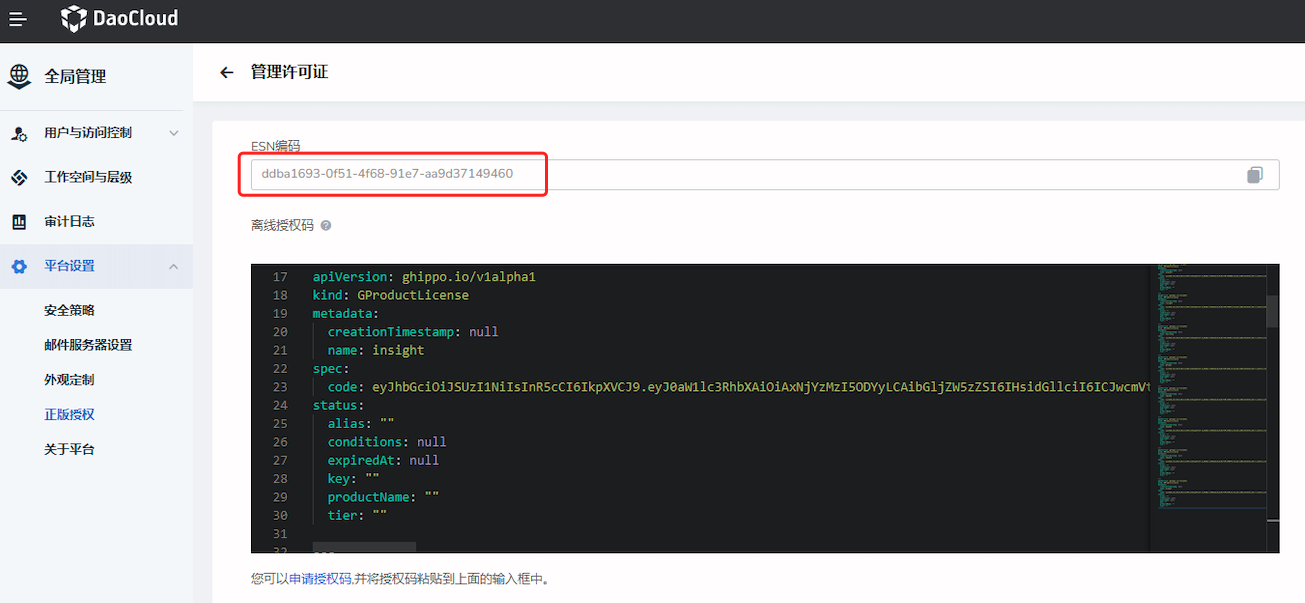 DaoCloud
全局管理
用户与访问控制
工作空间与层级
审计日志
平台设置
安全策略
邮件服务器设置
外观定制
正版授权
关于平台
管理许可证
ESN编码
ddba1693-0f51-4f68-91e7-aa9d37149460
离线授权码
17 apiVersion: ghippo.io/v1alpha1
18 kind: GProductLicense
19 metadata:
20 creationTimestamp: null
21 name: insight
22 spec:
23 code: eyJhbGciOiJSUzI1NiIsInR5cCI6IkpXVCJ9.eyJ0aW1lc3RhbXAiOiAxNjYzMzI5ODYyLCAibGljZW5zZSI6IHsidGllciI6ICJwcmVt
24 status:
25 alias: ""
26 conditions: null
27 expiredAt: null
28 key: ""
29 productName: ""
30 tier: ""
31
32 ---
您可以申请授权码,并将授权码粘贴到上面的输入框中。